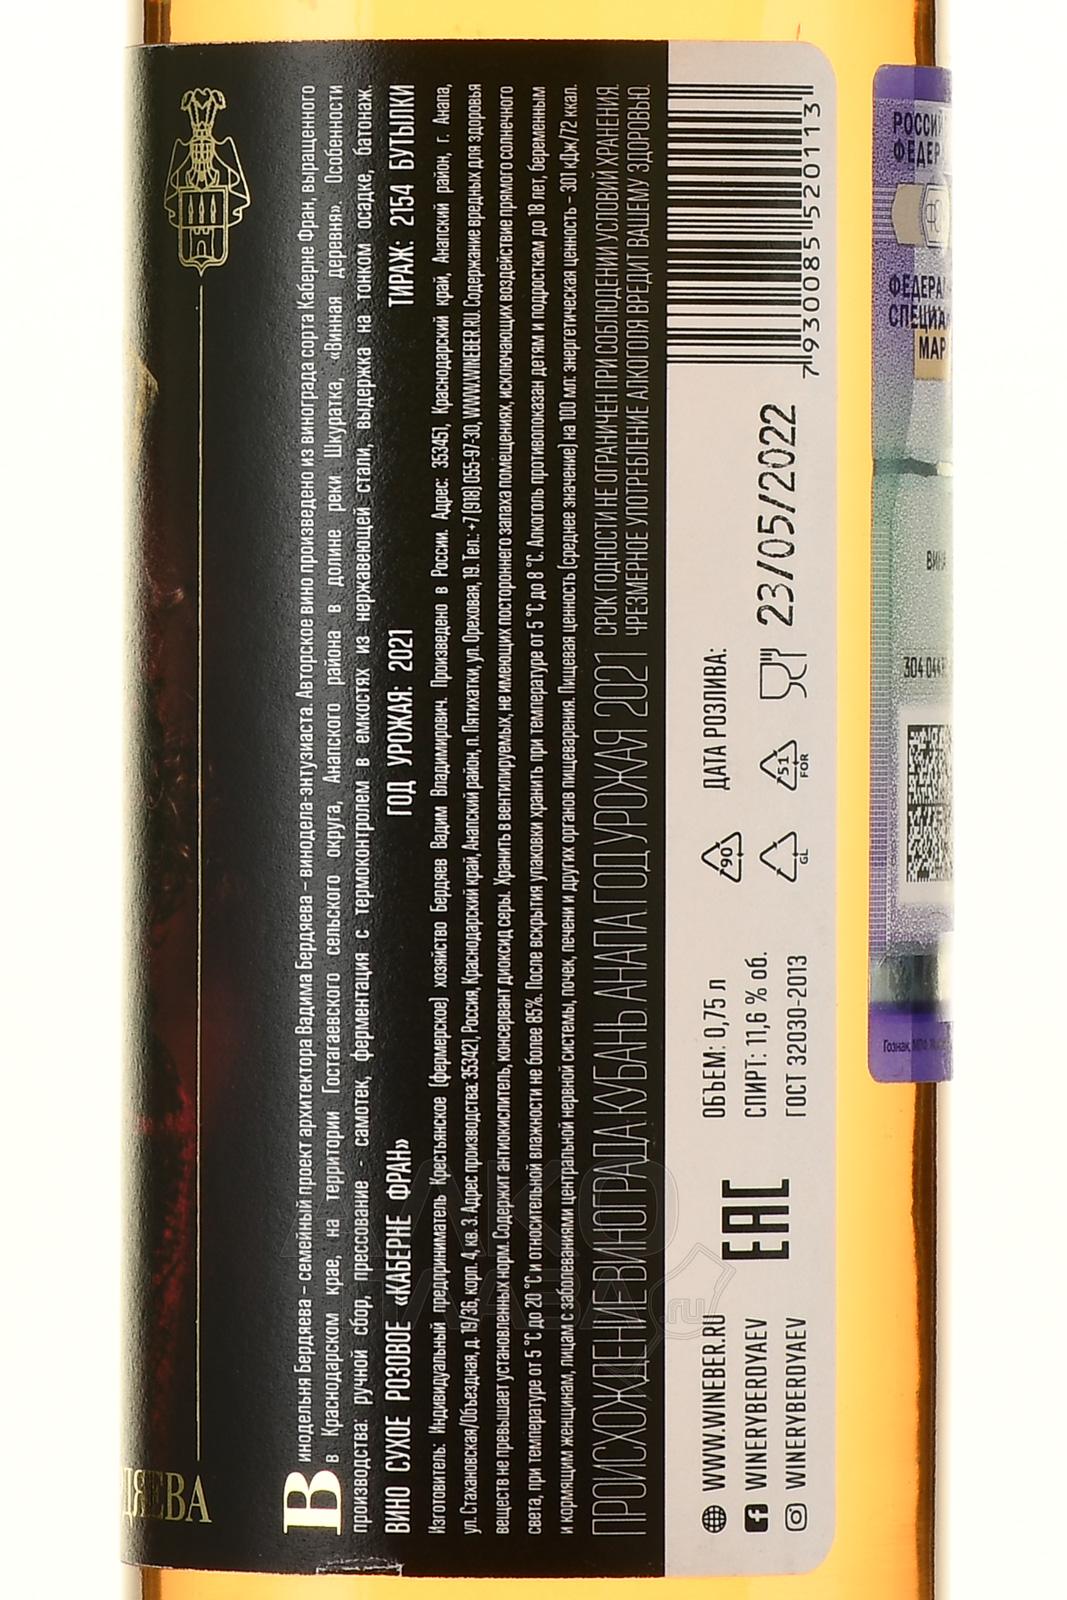 ДЯЕВА
Винодельня Бердяева – семейный проект архитектора Вадима Бердяева – винодела-энтузиаста. Авторское вино произведено из винограда сорта Каберне Фран, выращенного
в Краснодарском крае, на территории Гостагаевского сельского округа, Анапского района в долине реки Шкуратка, «Винная деревня». Особенности
производства: ручной сбор, прессование - самотек, ферментация с термоконтролем в емкостях из нержавеющей стали, выдержка на тонком осадке, батонаж.
ВИНО СУХОЕ РОЗОВОЕ «КАБЕРНЕ ФРАН» ГОД УРОЖАЯ: 2021 ТИРАЖ: 2154 БУТЫЛКИ
Изготовитель: Индивидуальный предприниматель Крестьянское (фермерское) хозяйство Бердяев Вадим Владимирович. Произведено в России. Адрес: 353451, Краснодарский край, Анапский район, г. Анапа,
ул. Стахановская/Объездная, д. 19/36, корп. 4, кв. 3. Адрес производства: 353421, Россия, Краснодарский край, Анапский район, п. Пятихатки, ул. Ореховая, 19. Тел.: +7 (918) 055-97-30, WWW.WINEBER.RU. Содержание вредных для здоровья
веществ не превышает установленных норм. Содержит антиокислитель, консервант диоксид серы. Хранить в вентилируемых, не имеющих постороннего запаха помещениях, исключающих воздействие прямого солнечного
света, при температуре от 5 °С до 20 °С и относительной влажности не более 85%. После вскрытия упаковки хранить при температуре от 5 °С до 8 °С. Алкоголь противопоказан детям и подросткам до 18 лет, беременным
и кормящим женщинам, лицам с заболеваниями центральной нервной системы, почек, печени и других органов пищеварения. Пищевая ценность (среднее значение) на 100 мл: энергетическая ценность – 301 кДж/72 ккал.
ПРОИСХОЖДЕНИЕ ВИНОГРАДА КУБАНЬ АНАПА ГОД УРОЖАЯ 2021
СРОК ГОДНОСТИ НЕ ОГРАНИЧЕН ПРИ СОБЛЮДЕНИИ УСЛОВИЙ ХРАНЕНИЯ.
ЧРЕЗМЕРНОЕ УПОТРЕБЛЕНИЕ АЛКОГОЛЯ ВРЕДИТ ВАШЕМУ ЗДОРОВЬЮ.
WWW.WINEBER.RU
WINERYBERDYAEV
WINERYBERDYAEV
EAC
ОБЪЕМ: 0,75 л
СПИРТ: 11,6 % об.
ГОСТ 32030-2013
90
GL
51
FOR
ДАТА РОЗЛИВА:
23/05/2022
7930085520113
РОССИЙ
ФЕДЕР
ФЕДЕРАЛ
СПЕЦИА
МАР
ВИНА
Гознак
АЛКО
WABA.ru